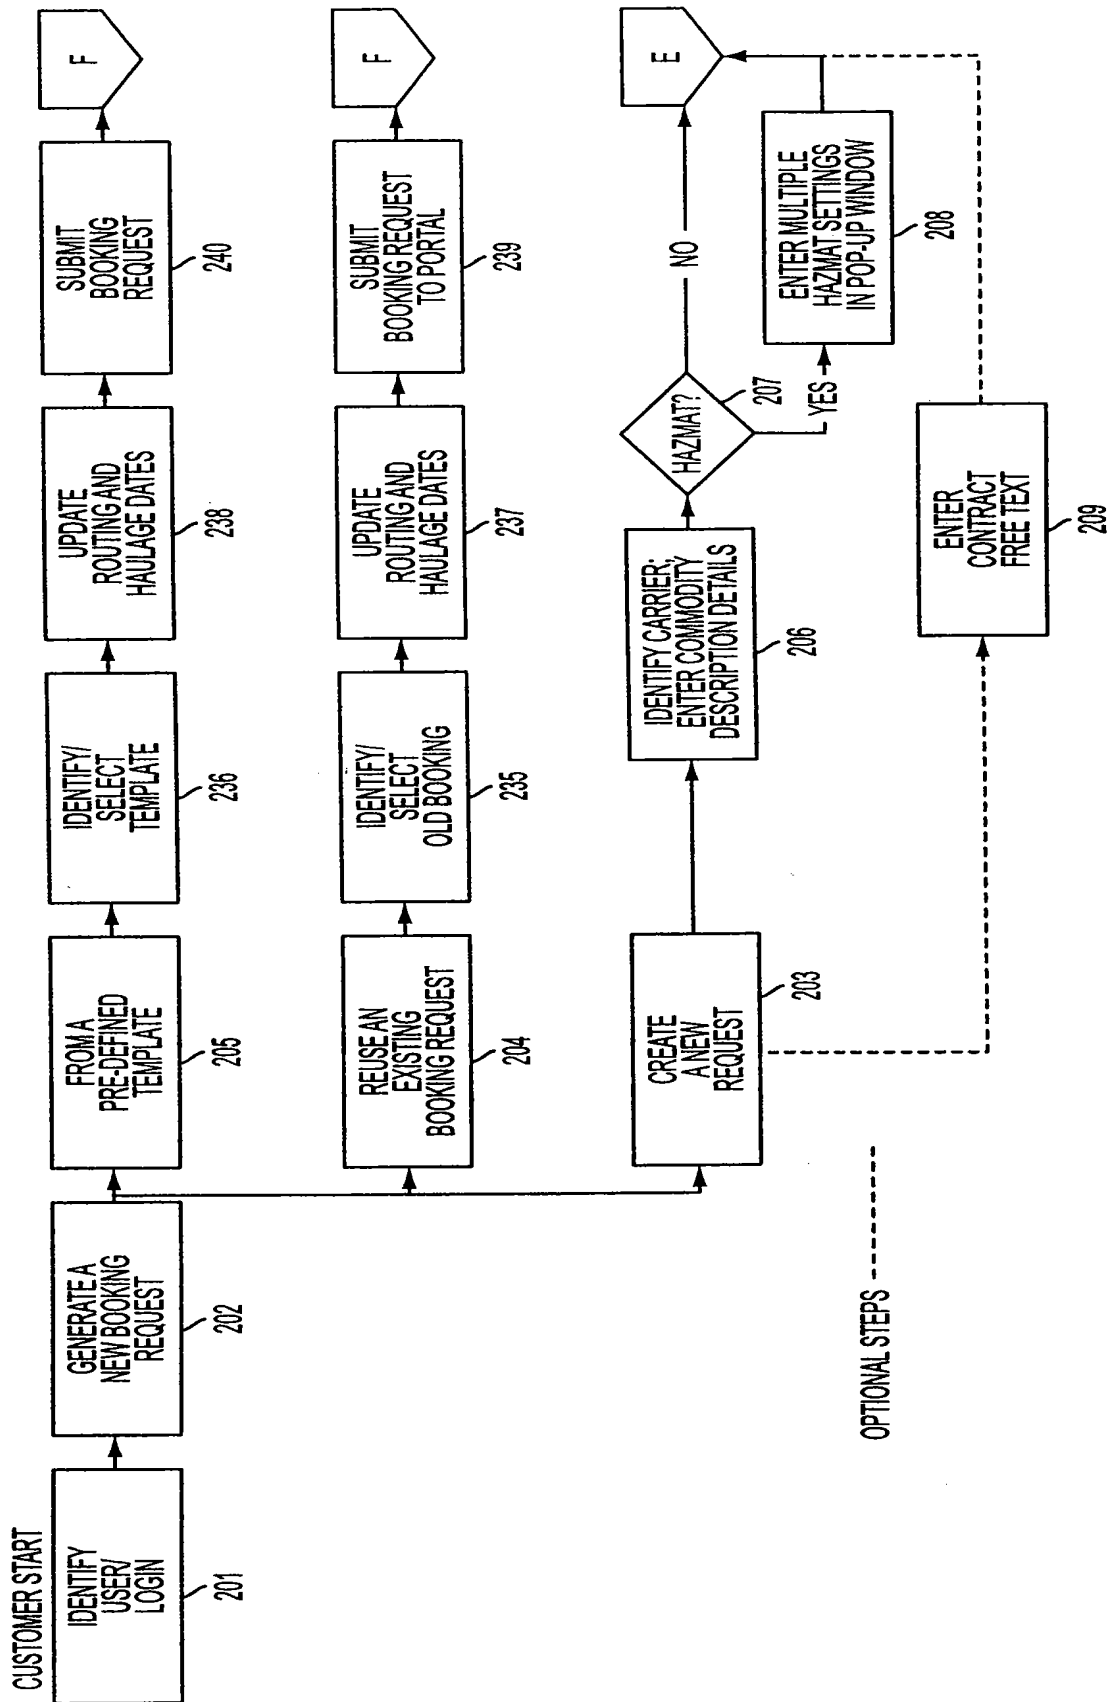 CUSTOMER START
IDENTIFY
USER/
LOGIN
201
GENERATE A
NEW BOOKING
REQUEST
202
FROM A
PRE-DEFINED
TEMPLATE
205
IDENTIFY/
SELECT
TEMPLATE
236
UPDATE
ROUTING AND
HAULAGE DATES
238
SUBMIT
BOOKING
REQUEST
240
F
REUSE AN
EXISTING
BOOKING REQUEST
204
IDENTIFY/
SELECT
OLD BOOKING
235
UPDATE
ROUTING AND
HAULAGE DATES
237
SUBMIT
BOOKING REQUEST
TO PORTAL
239
F
CREATE
A NEW
REQUEST
203
IDENTIFY CARRIER;
ENTER COMMODITY
DESCRIPTION DETAILS
206
HAZMAT?
207
NO
YES
E
ENTER MULTIPLE
HAZMAT SETTINGS
IN POP-UP WINDOW
208
ENTER
CONTRACT
FREE TEXT
209
OPTIONAL STEPS